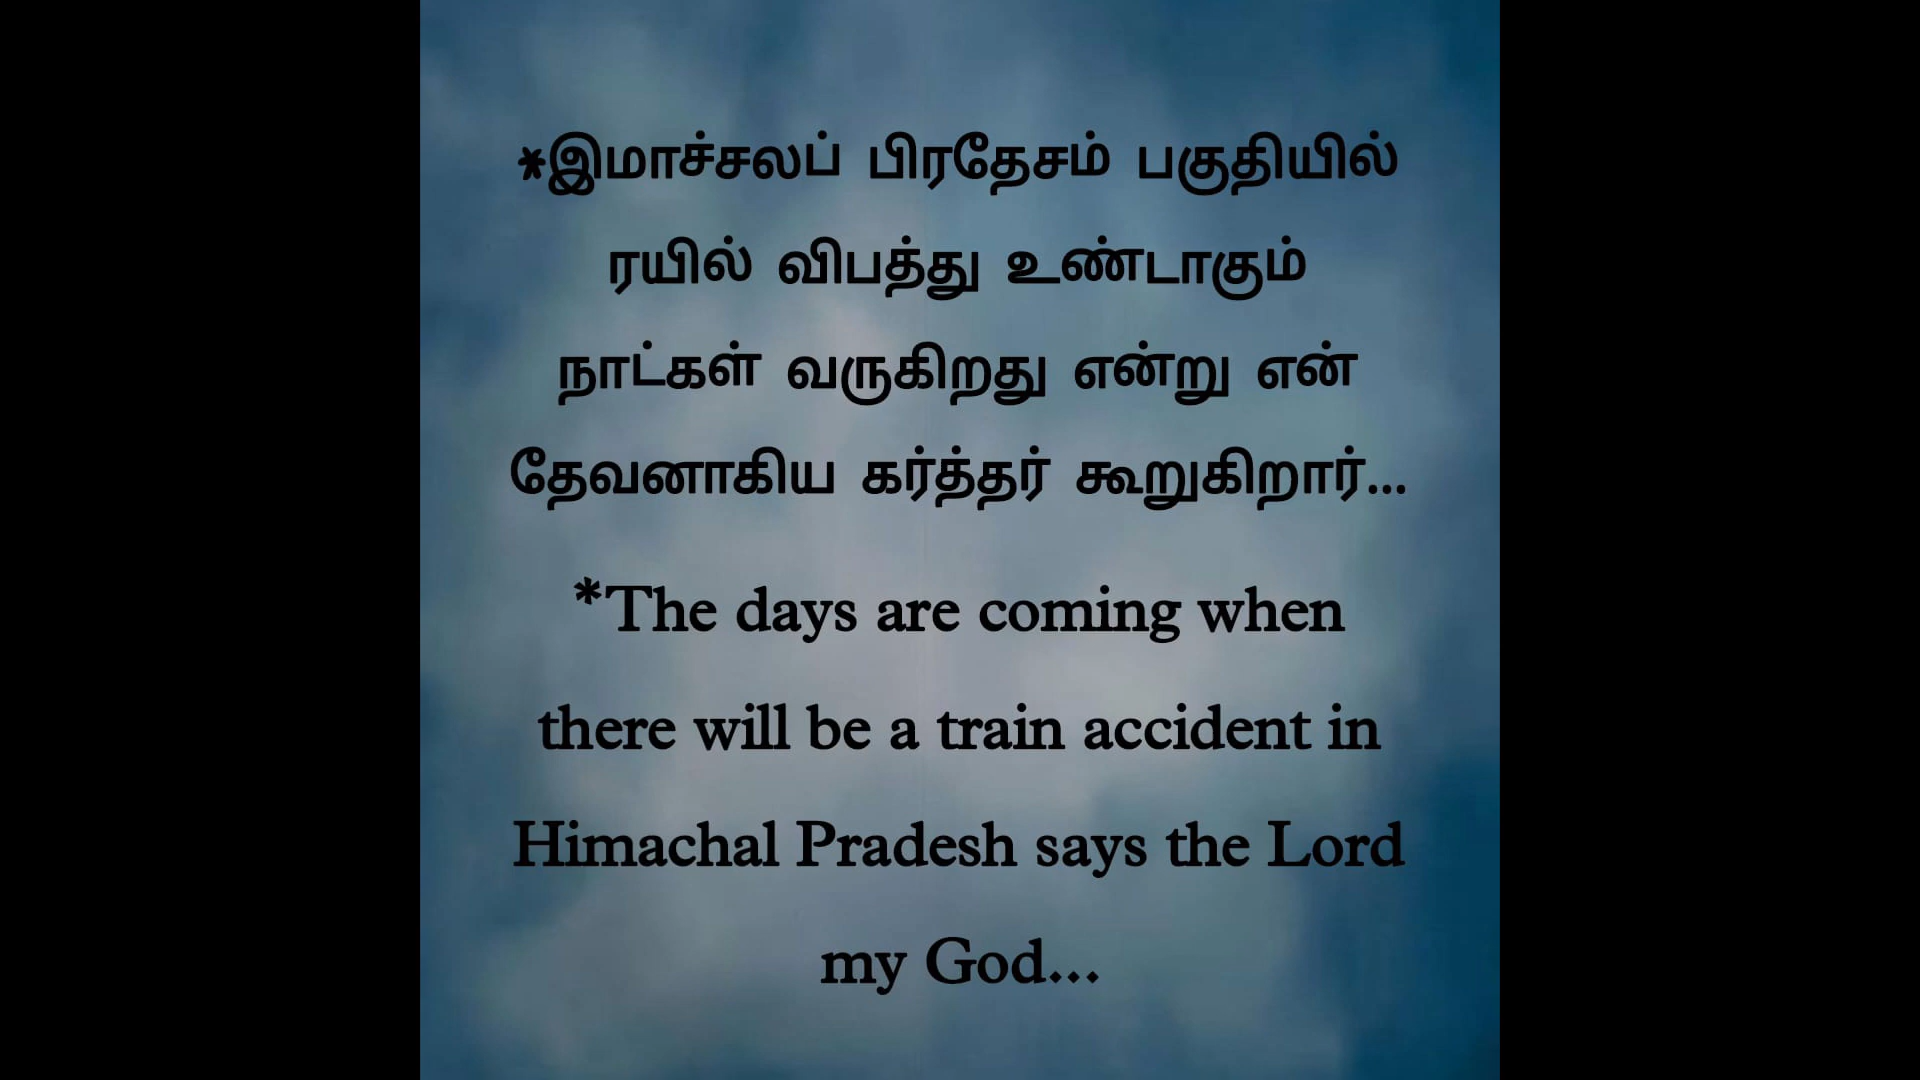 *இமாச்சலப் பிரதேசம் பகுதியில்
ரயில் விபத்து உண்டாகும்
நாட்கள் வருகிறது என்று என்
தேவனாகிய கர்த்தர் கூறுகிறார்...
*The days are coming when
there will be a train accident in
Himachal Pradesh says the Lord
my God...